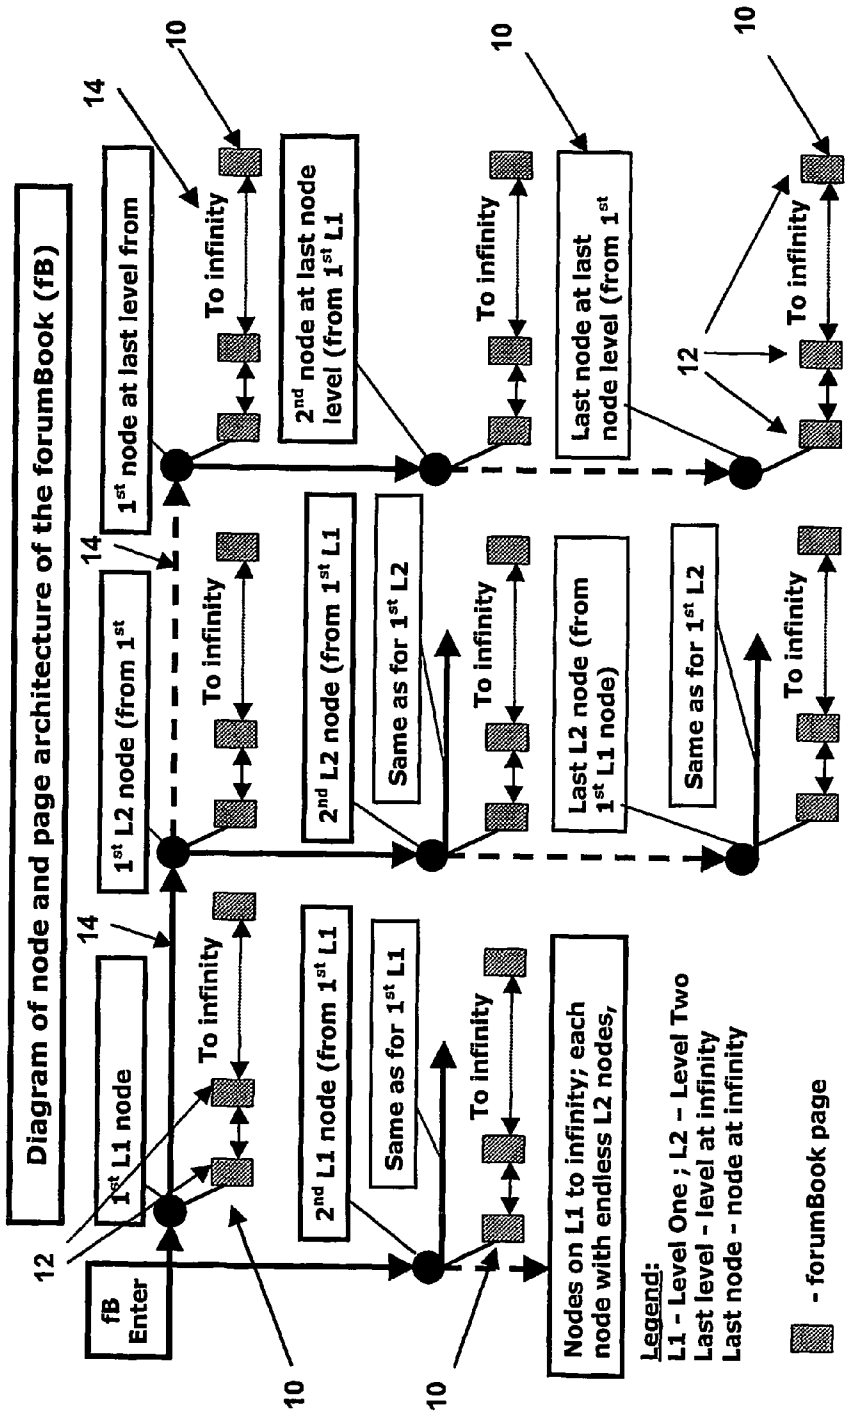 Diagram of node and page architecture of the forumBook (fB)
fB
Enter
12
10
1st L1 node
To infinity
14
1st L2 node (from 1st
To infinity
14
1st node at last level from
To infinity
14
10
2nd L1 node (from 1st L1)
Same as for 1st L1
To infinity
10
2nd L2 node (from 1st L1)
Same as for 1st L2
To infinity
2nd node at last node
level (from 1st L1)
To infinity
10
Nodes on L1 to infinity; each
node with endless L2 nodes,
Last L2 node (from
1st L1 node)
Same as for 1st L2
To infinity
Last node at last
node level (from 1st
To infinity
12
10
Legend:
L1 - Level One ; L2 - Level Two
Last level - level at infinity
Last node - node at infinity
- forumBook page